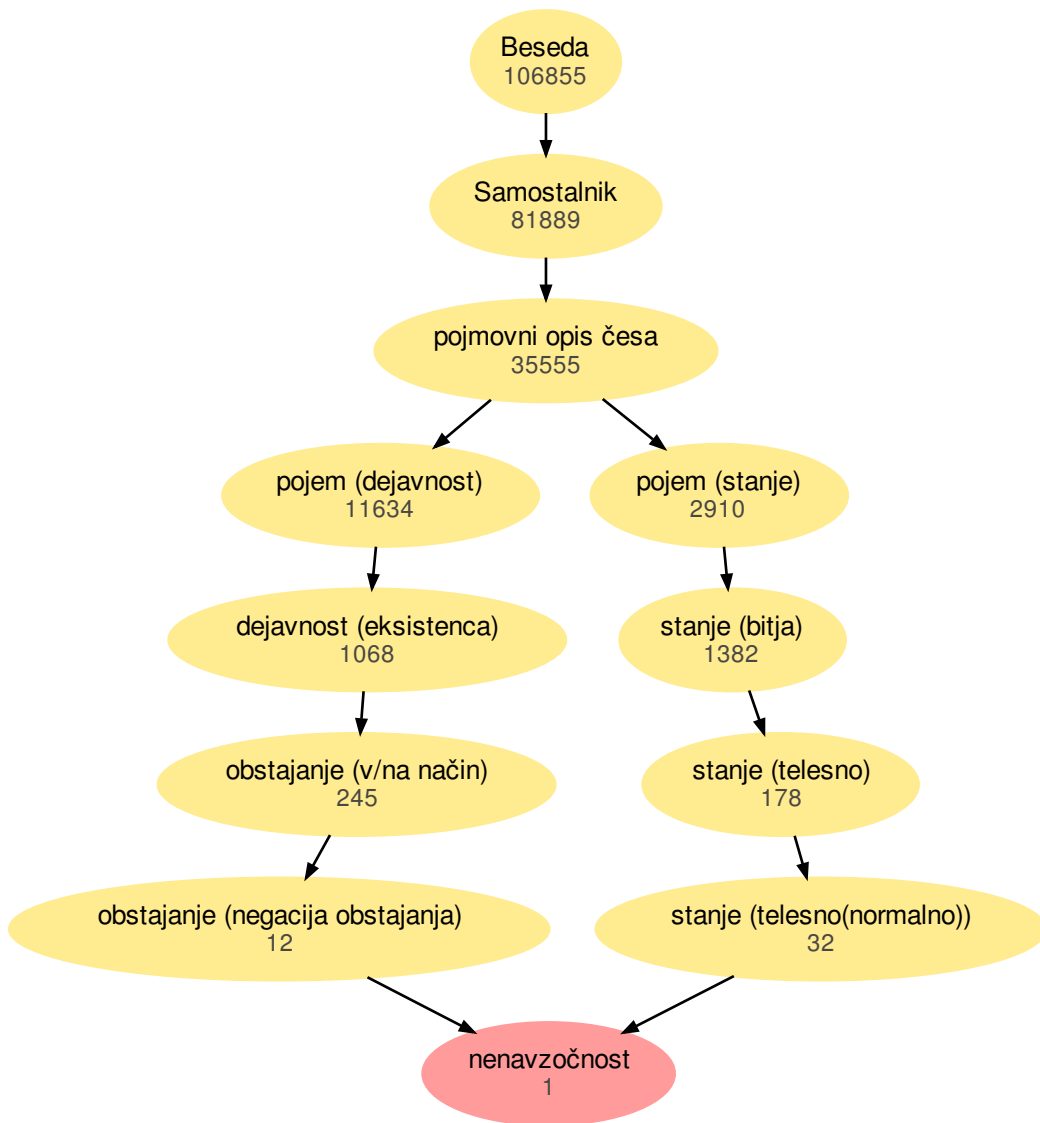 Beseda
106855
Samostalnik
81889
pojmovni opis česa
35555
pojem (dejavnost)
11634
pojem (stanje)
2910
dejavnost (eksistenca)
1068
stanje (bitja)
1382
obstajanje (v/na način)
245
stanje (telesno)
178
obstajanje (negacija obstajanja)
12
stanje (telesno(normalno))
32
nenavzočnost
1